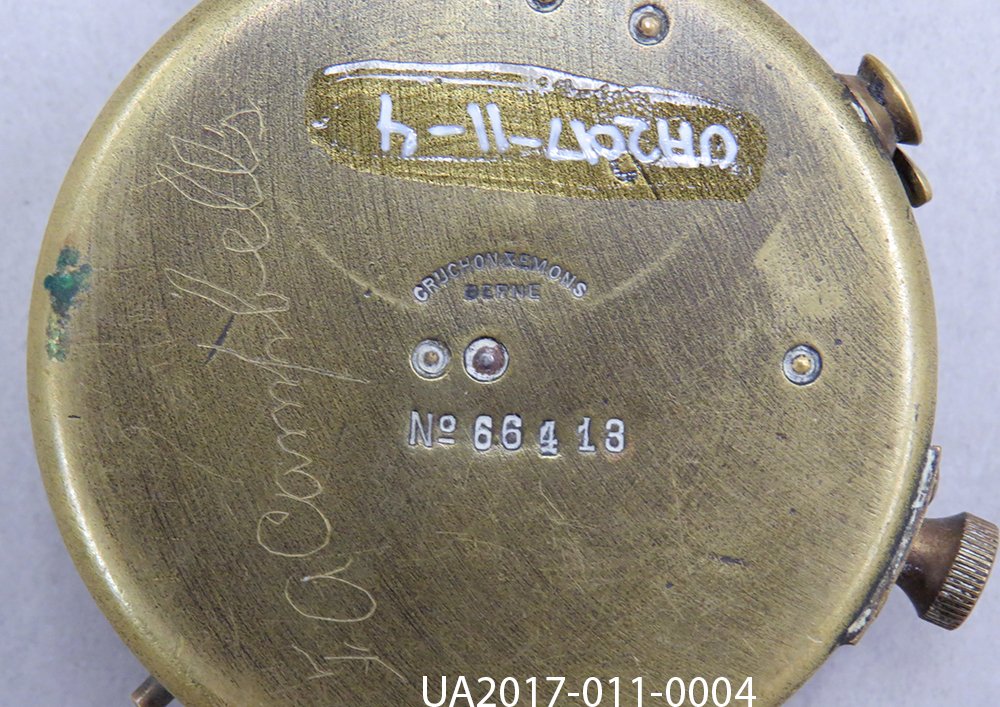 UA2017-11-4
CRUCHON & EMONS
BERNE
Nº 66413
Campbell
UA2017-011-0004